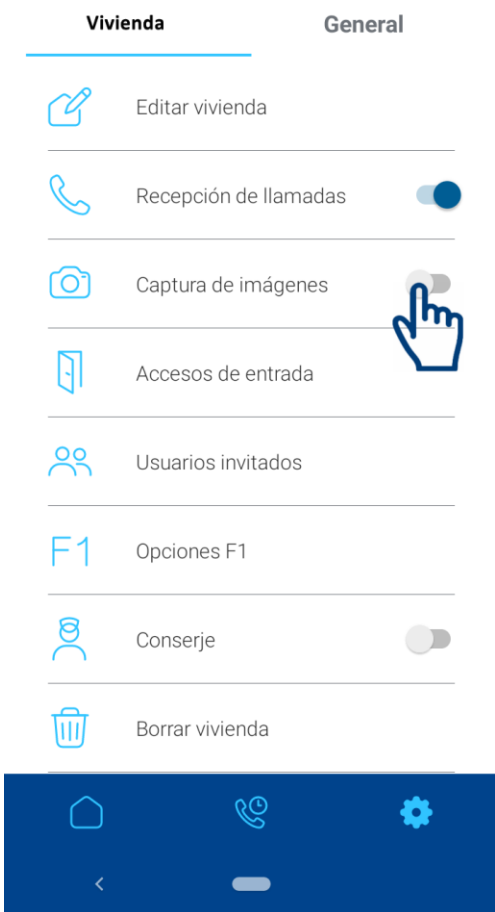 Vivienda
General
Editar vivienda
Recepción de llamadas
Captura de imágenes
Accesos de entrada
Usuarios invitados
F1
Opciones F1
Conserje
Borrar vivienda